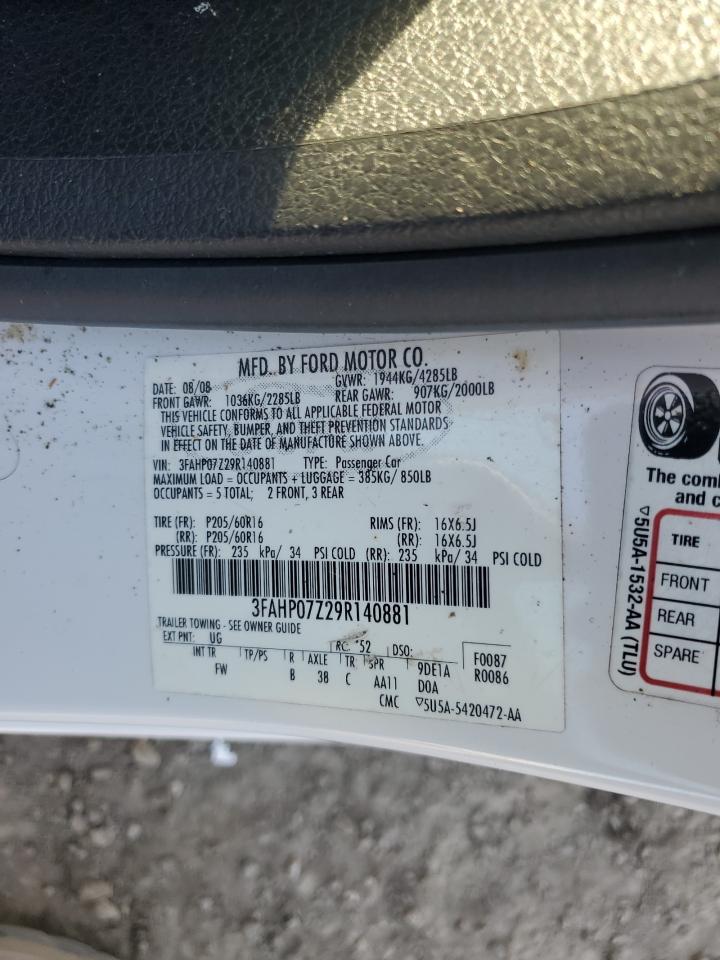 MFD. BY FORD MOTOR CO.
DATE: 08/08 GVWR: 1944KG/4285LB
FRONT GAWR: 1036KG/2285LB REAR GAWR: 907KG/2000LB
THIS VEHICLE CONFORMS TO ALL APPLICABLE FEDERAL MOTOR
VEHICLE SAFETY, BUMPER, AND THEFT PREVENTION STANDARDS
IN EFFECT ON THE DATE OF MANUFACTURE SHOWN ABOVE.
VIN: 3FAHP07Z29R140881 TYPE: Passenger Car
MAXIMUM LOAD = OCCUPANTS + LUGGAGE = 385KG/ 850LB
OCCUPANTS = 5 TOTAL; 2 FRONT, 3 REAR
TIRE (FR): P205/60R16 RIMS (FR): 16X6.5J
(RR): P205/60R16 (RR): 16X6.5J
PRESSURE (FR): 235 kPa/ 34 PSI COLD (RR): 235 kPa/ 34 PSI COLD
3FAHP07Z29R140881
TRAILER TOWING - SEE OWNER GUIDE
EXT PNT: UG RC: *52 DSO: F0087
INT TR TP/PS R AXLE TR SPR 9DE1A R0086
FW B 38 C AA11 D0A
CMC ▽5U5A-5420472-AA
The com
and c
TIRE
FRONT
REAR
SPARE
▽5U5A-1532-AA (TLU)